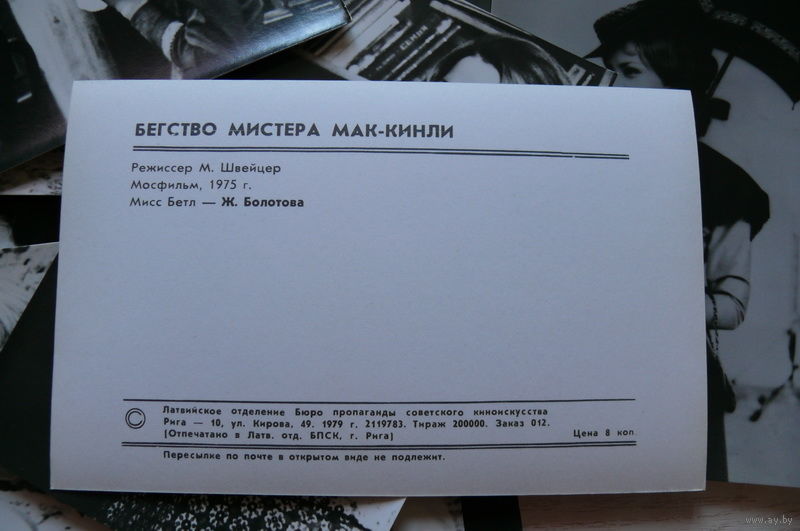 БЕГСТВО МИСТЕРА МАК-КИНЛИ
Режиссер М. Швейцер
Мосфильм, 1975 г.
Мисс Бетл — Ж. Болотова
© Латвийское отделение Бюро пропаганды советского киноискусства
Рига — 10, ул. Кирова, 49. 1979 г. 2119783. Тираж 200000. Заказ 012.
(Отпечатано в Латв. отд. БПСК, г. Рига) Цена 8 коп.
Пересылке по почте в открытом виде не подлежит.
www.ay.by